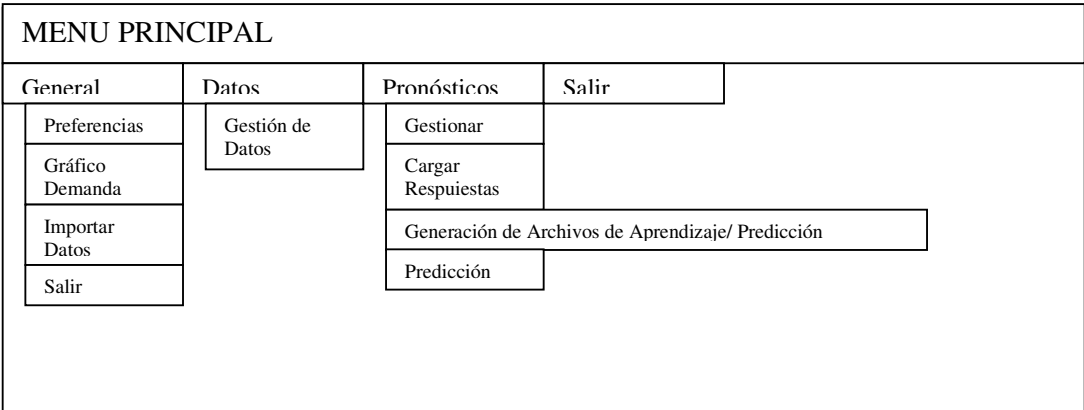 MENU PRINCIPAL
General
Datos
Pronósticos
Salir
Preferencias
Gráfico
Demanda
Importar
Datos
Salir
Gestión de
Datos
Gestionar
Cargar
Respuiestas
Generación de Archivos de Aprendizaje/ Predicción
Predicción